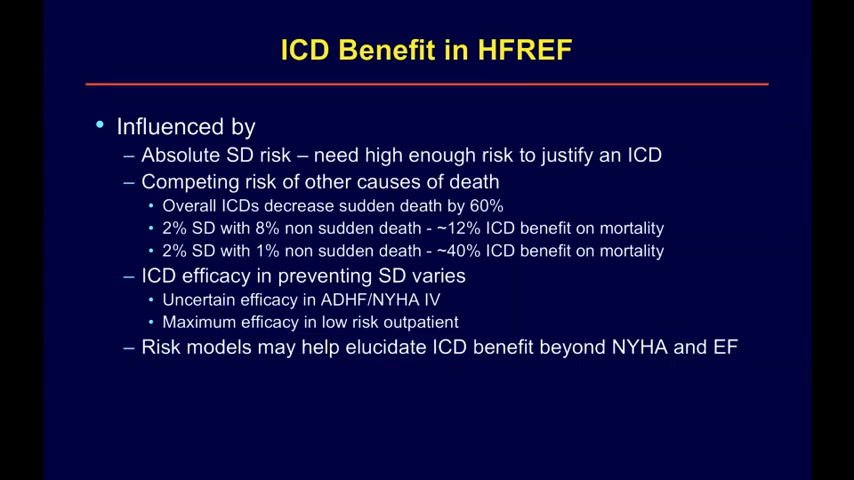 ICD Benefit in HFREF
• Influenced by
– Absolute SD risk – need high enough risk to justify an ICD
– Competing risk of other causes of death
• Overall ICDs decrease sudden death by 60%
• 2% SD with 8% non sudden death - ~12% ICD benefit on mortality
• 2% SD with 1% non sudden death - ~40% ICD benefit on mortality
– ICD efficacy in preventing SD varies
• Uncertain efficacy in ADHF/NYHA IV
• Maximum efficacy in low risk outpatient
– Risk models may help elucidate ICD benefit beyond NYHA and EF